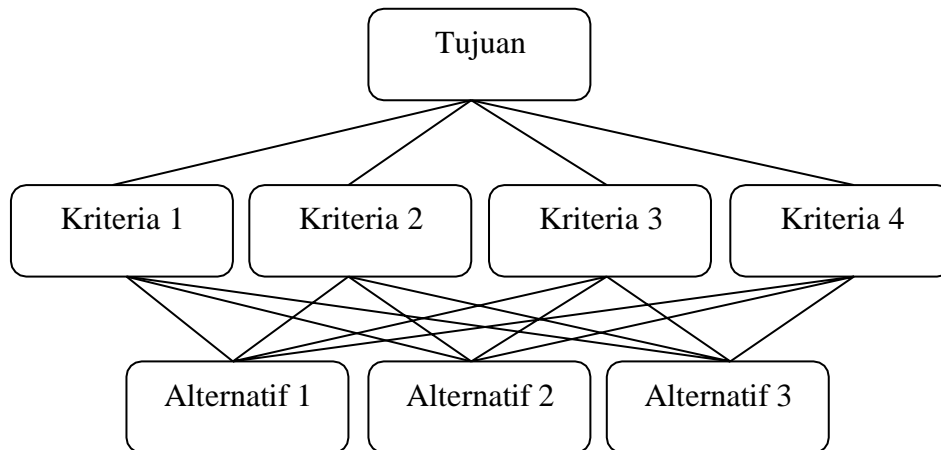 Tujuan
Kriteria 1
Kriteria 2
Kriteria 3
Kriteria 4
Alternatif 1
Alternatif 2
Alternatif 3